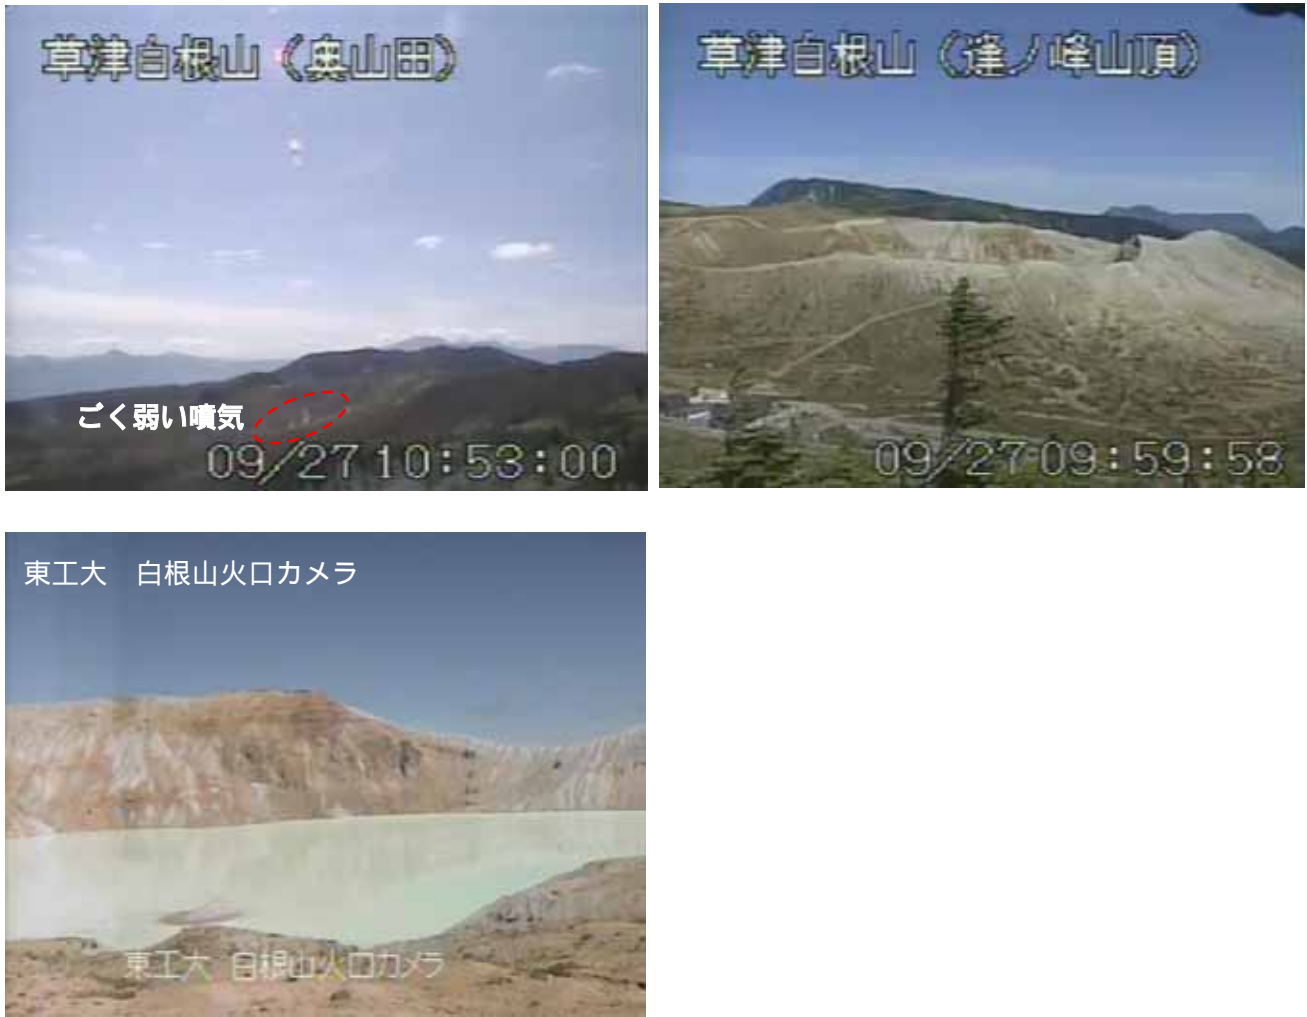 草津白根山（奥山田）
ごく弱い噴気
09/27 10:53:00
草津白根山（逢ノ峰山頂）
09/27 09:59:58
東工大　白根山火口カメラ
東工大　白根山火口カメラ